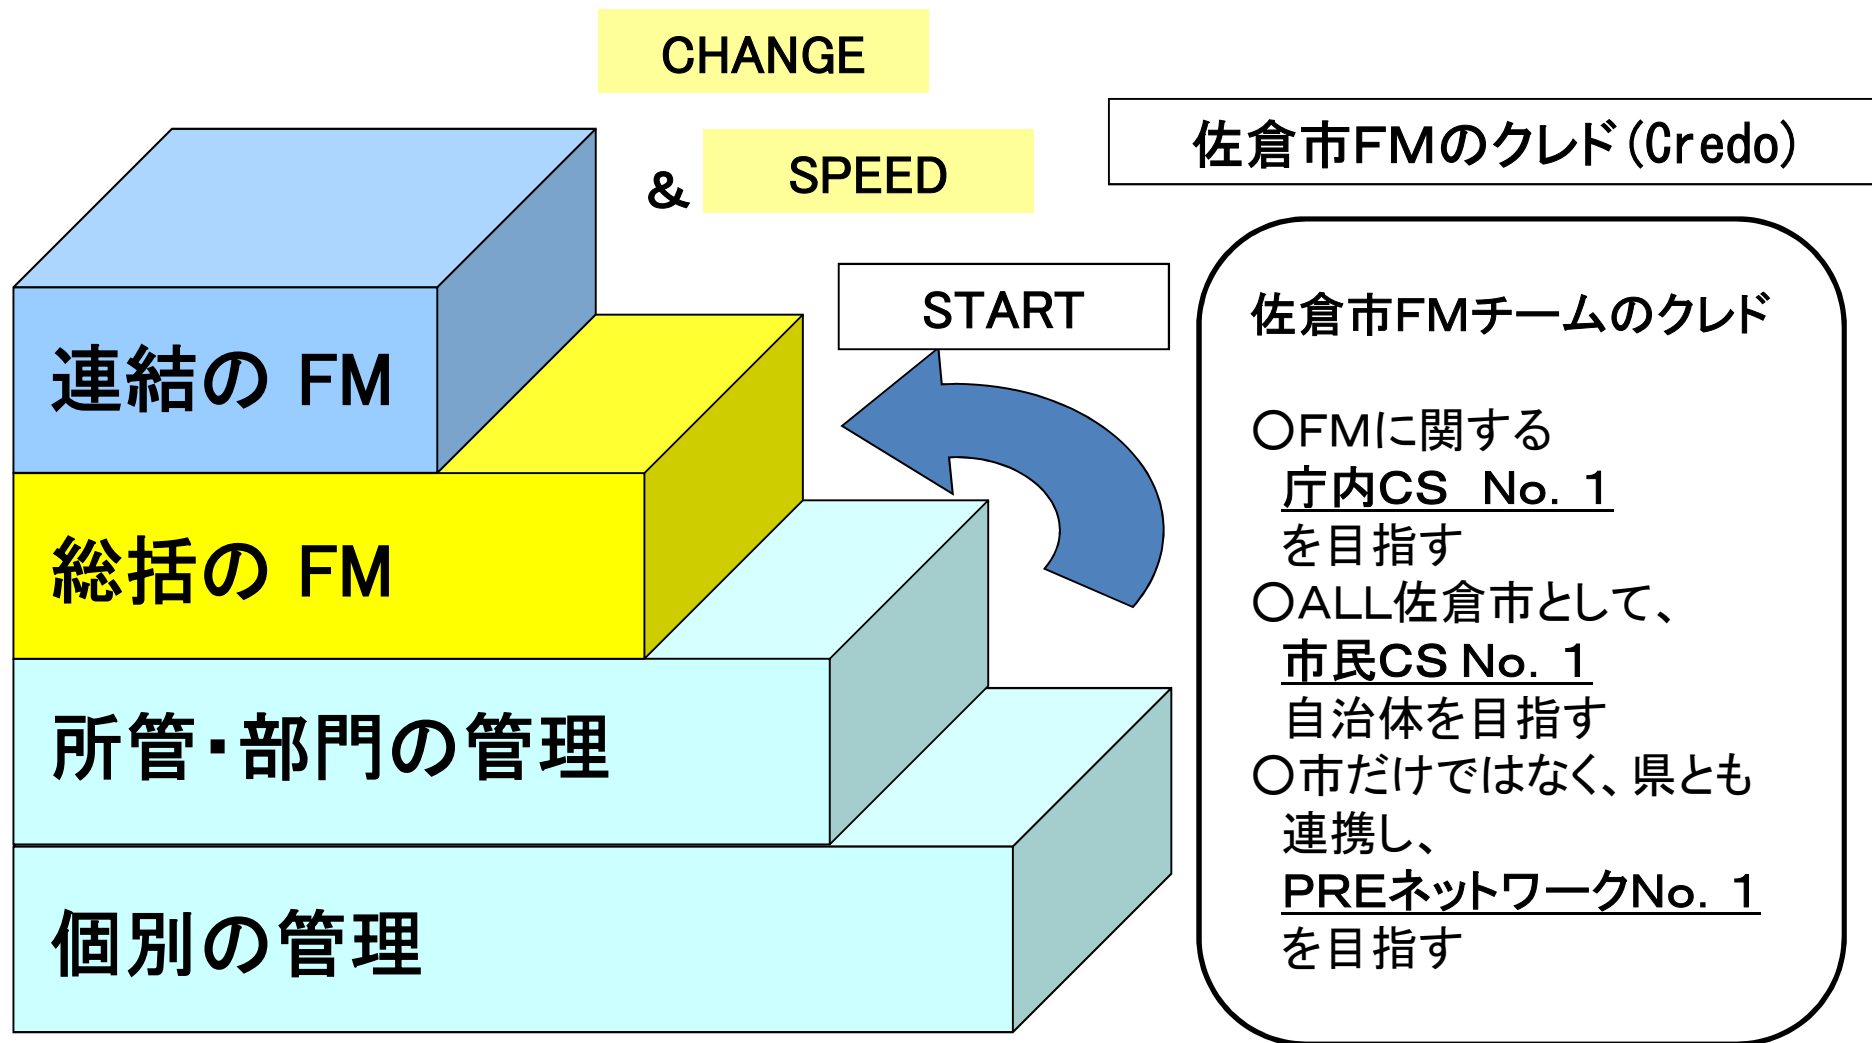 CHANGE
&
SPEED
START
連結の FM
総括の FM
所管・部門の管理
個別の管理
佐倉市FMのクレド(Credo)
佐倉市FMチームのクレド
○FMに関する
庁内CS　No．1
を目指す
○ALL佐倉市として、
市民CS No．1
自治体を目指す
○市だけではなく、県とも
連携し、
PREネットワークNo．1
を目指す